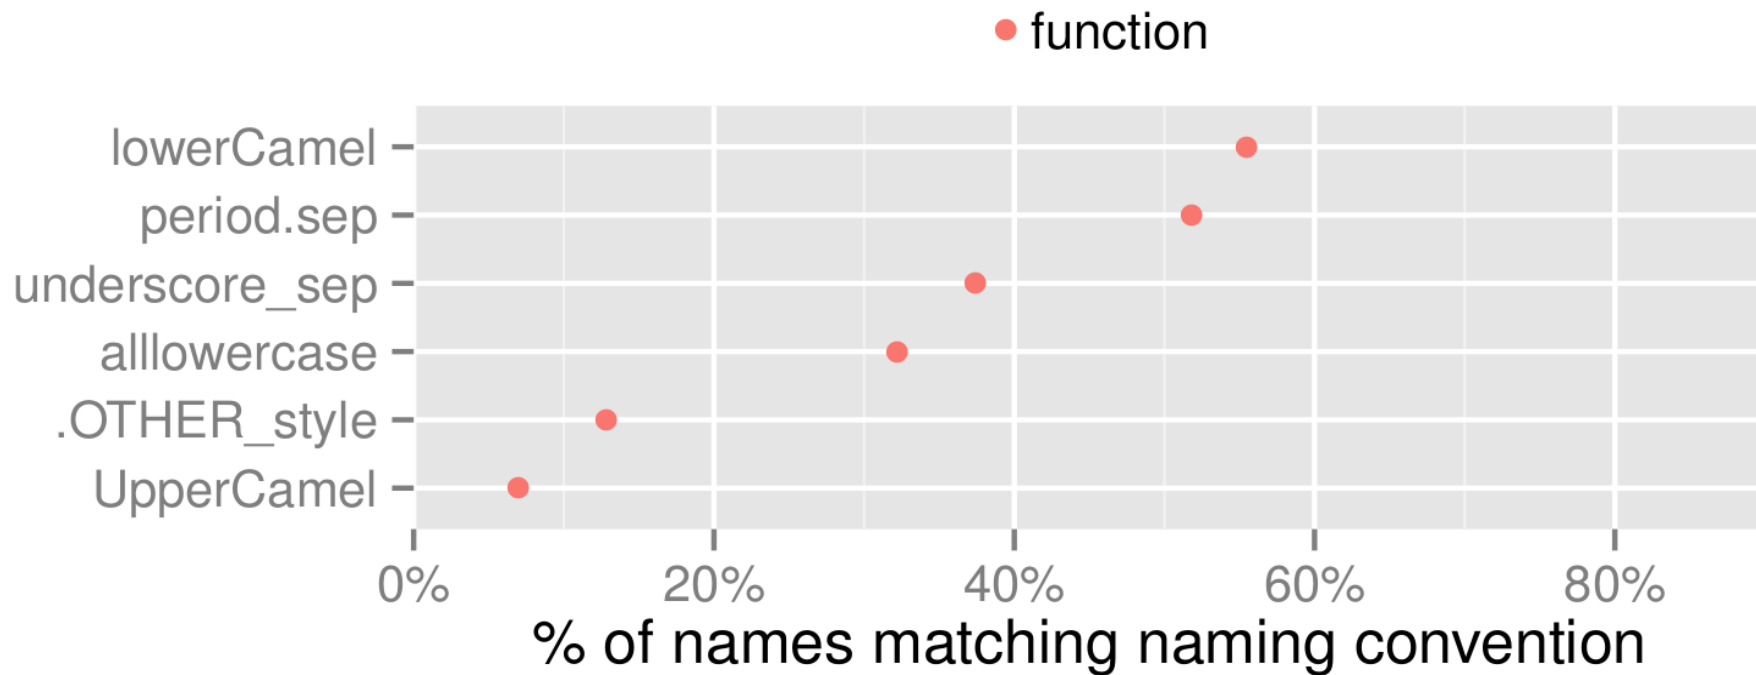 function
lowerCamel
period.sep
underscore_sep
alllowercase
.OTHER_style
UpperCamel
0% 20% 40% 60% 80%
% of names matching naming convention